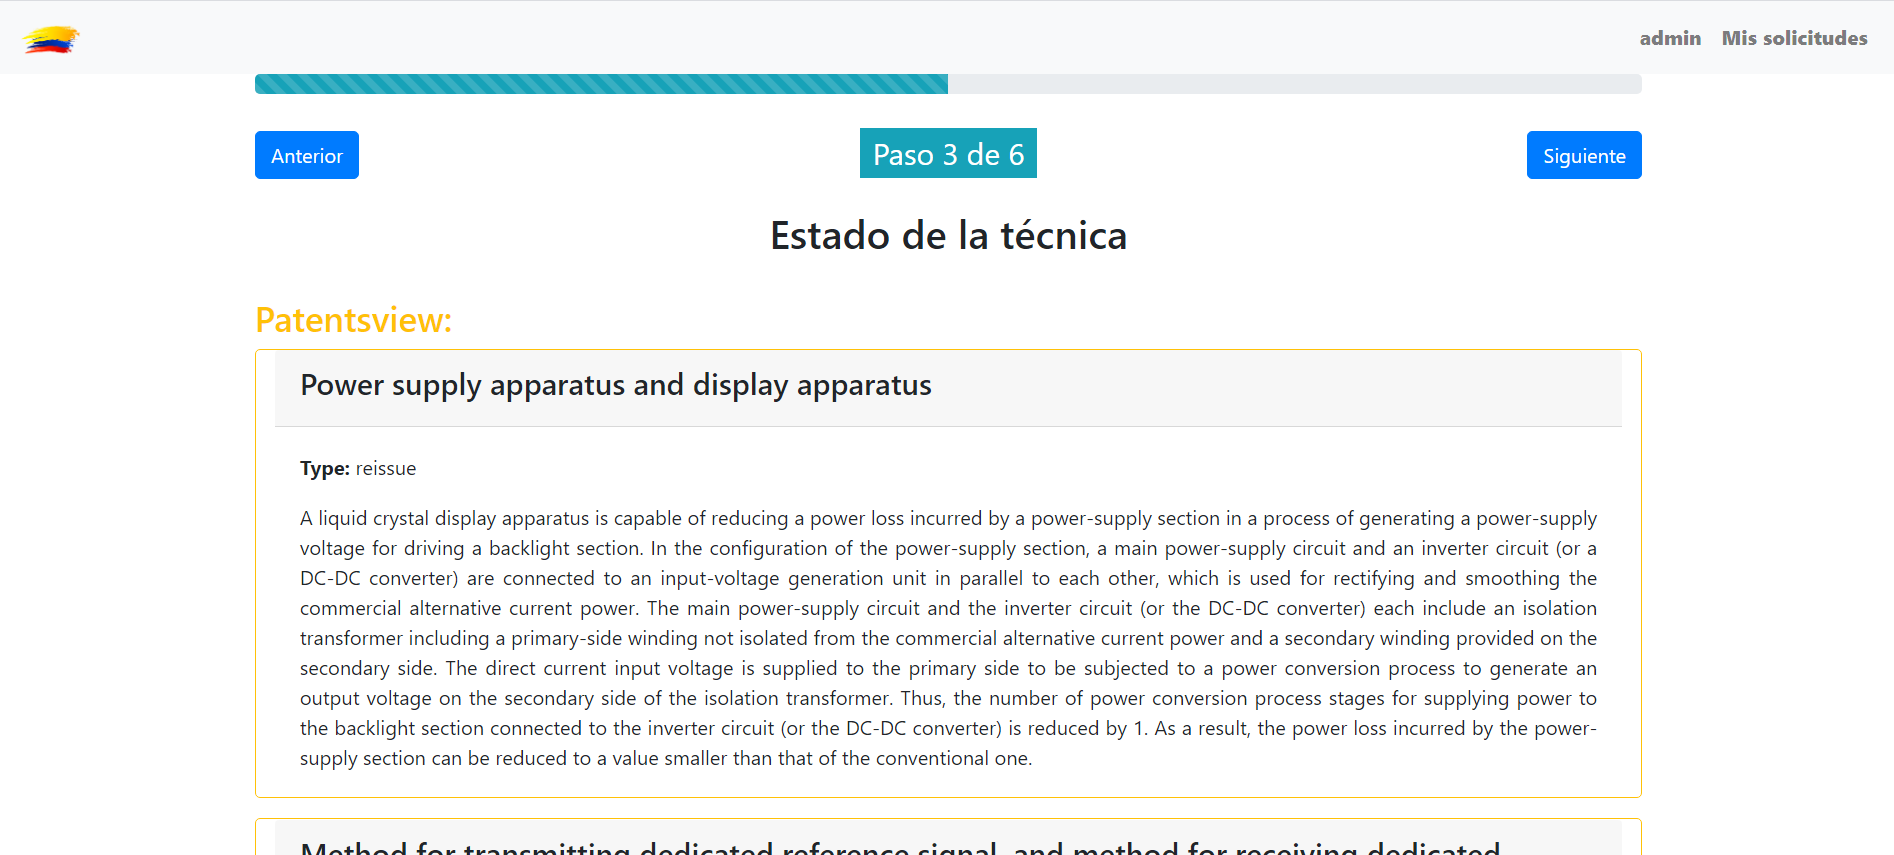 admin Mis solicitudes
Anterior
Paso 3 de 6
Siguiente
Estado de la técnica
Patentsview:
Power supply apparatus and display apparatus
Type: reissue
A liquid crystal display apparatus is capable of reducing a power loss incurred by a power-supply section in a process of generating a power-supply
voltage for driving a backlight section. In the configuration of the power-supply section, a main power-supply circuit and an inverter circuit (or a
DC-DC converter) are connected to an input-voltage generation unit in parallel to each other, which is used for rectifying and smoothing the
commercial alternative current power. The main power-supply circuit and the inverter circuit (or the DC-DC converter) each include an isolation
transformer including a primary-side winding not isolated from the commercial alternative current power and a secondary winding provided on the
secondary side. The direct current input voltage is supplied to the primary side to be subjected to a power conversion process to generate an
output voltage on the secondary side of the isolation transformer. Thus, the number of power conversion process stages for supplying power to
the backlight section connected to the inverter circuit (or the DC-DC converter) is reduced by 1. As a result, the power loss incurred by the power-
supply section can be reduced to a value smaller than that of the conventional one.
Method for transmitting dedicated reference signal, and method for receiving dedicated